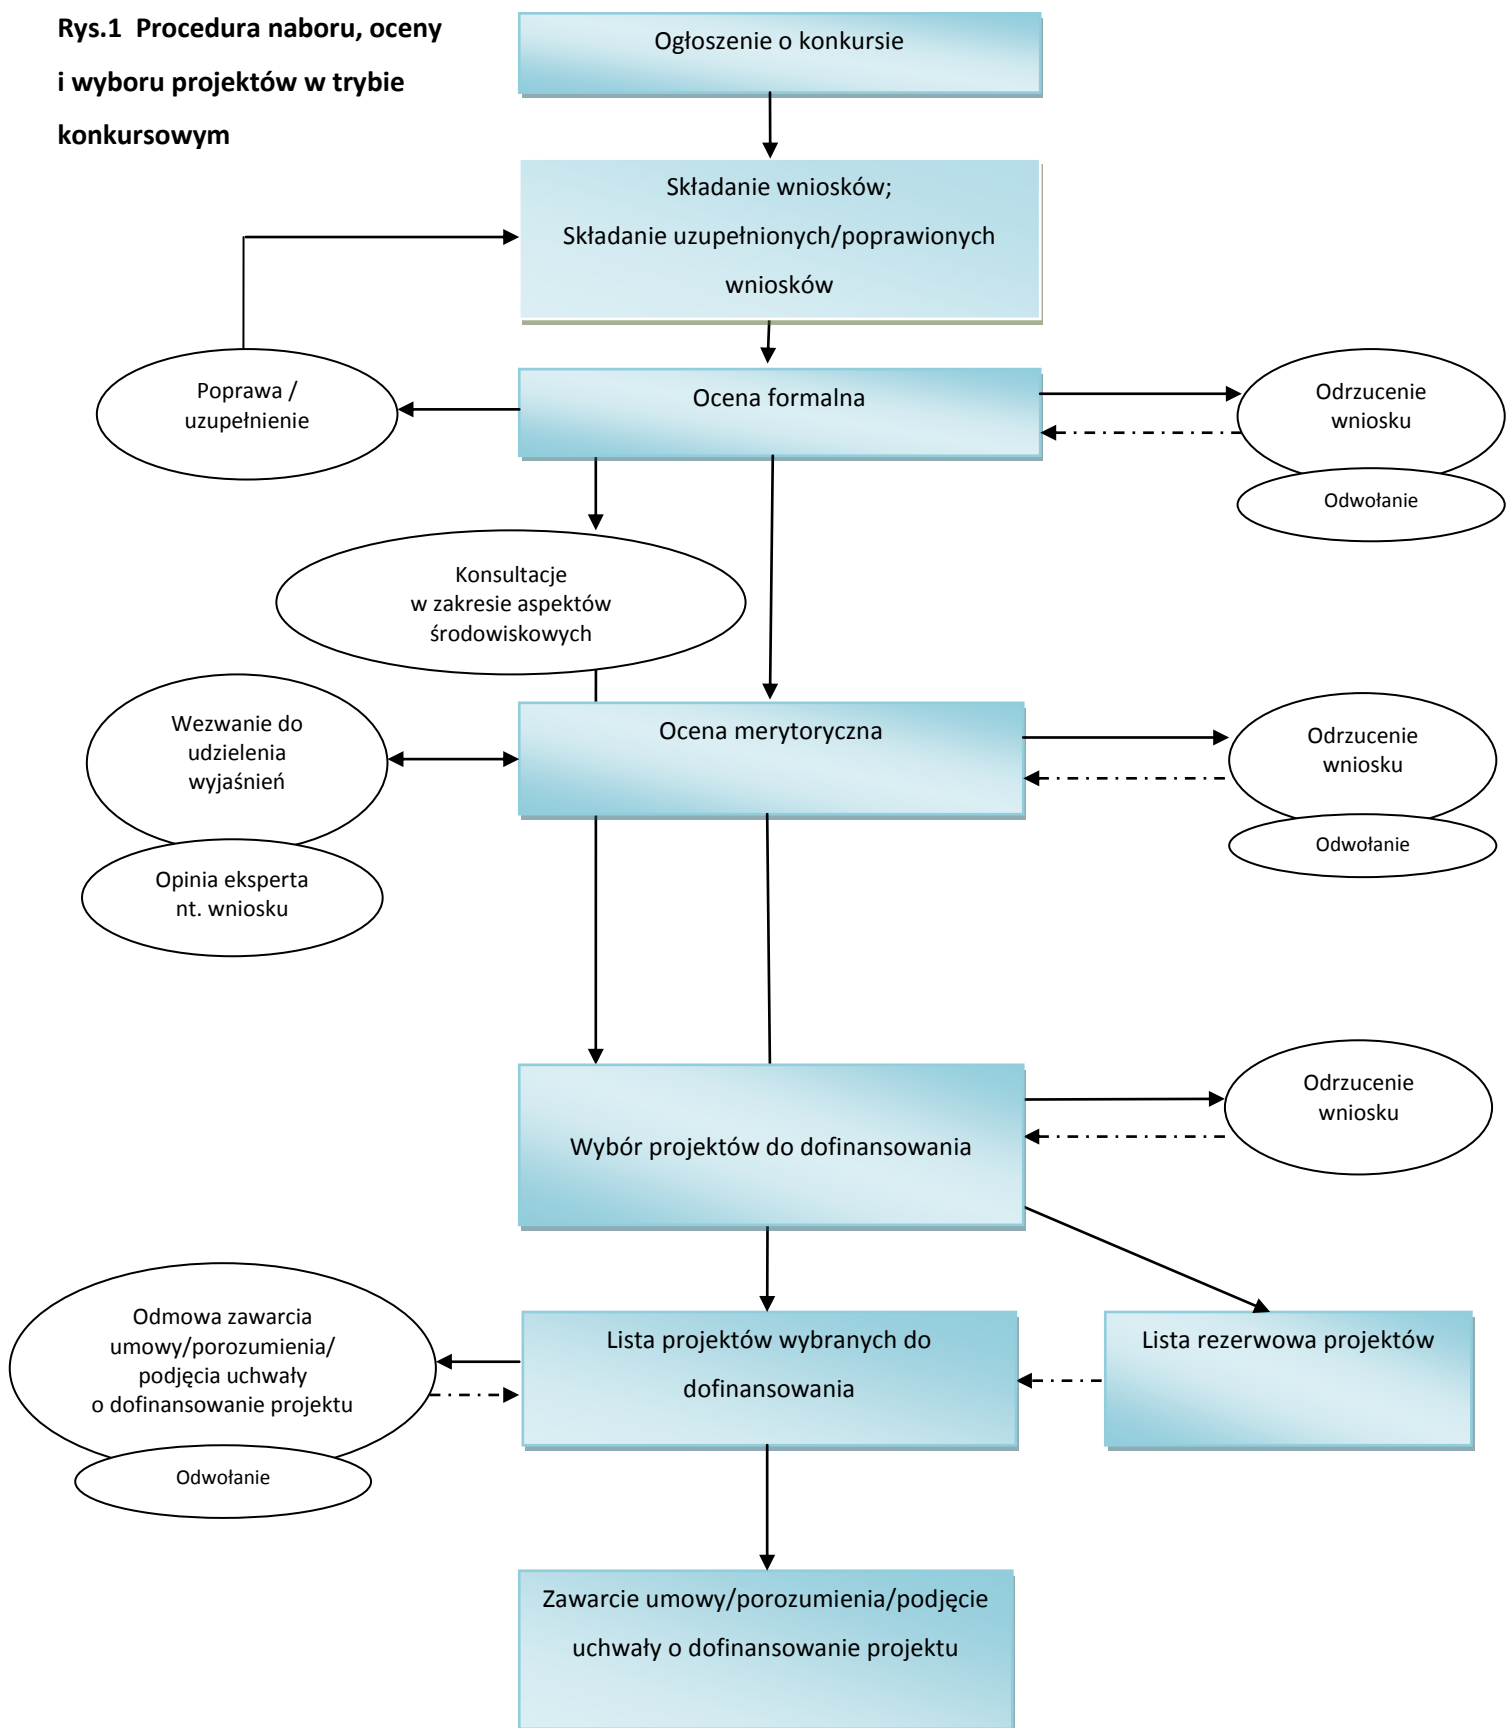 Rys.1 Procedura naboru, oceny
i wyboru projektów w trybie
konkursowym
Ogłoszenie o konkursie
Składanie wniosków;
Składanie uzupełnionych/poprawionych
wniosków
Poprawa /
uzupełnienie
Ocena formalna
Odrzucenie
wniosku
Odwołanie
Konsultacje
w zakresie aspektów
środowiskowych
Wezwanie do
udzielenia
wyjaśnień
Opinia eksperta
nt. wniosku
Ocena merytoryczna
Odrzucenie
wniosku
Odwołanie
Wybór projektów do dofinansowania
Odrzucenie
wniosku
Odmowa zawarcia
umowy/porozumienia/
podjęcia uchwały
o dofinansowanie projektu
Odwołanie
Lista projektów wybranych do
dofinansowania
Lista rezerwowa projektów
Zawarcie umowy/porozumienia/podjęcie
uchwały o dofinansowanie projektu